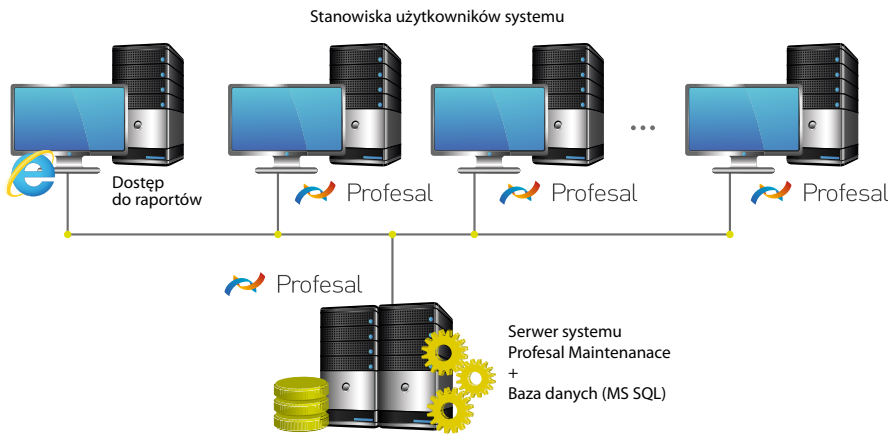 Stanowiska użytkowników systemu
Dostęp
do raportów
Profesal
Profesal
Profesal
Profesal
Serwer systemu
Profesal Maintenanace
+
Baza danych (MS SQL)